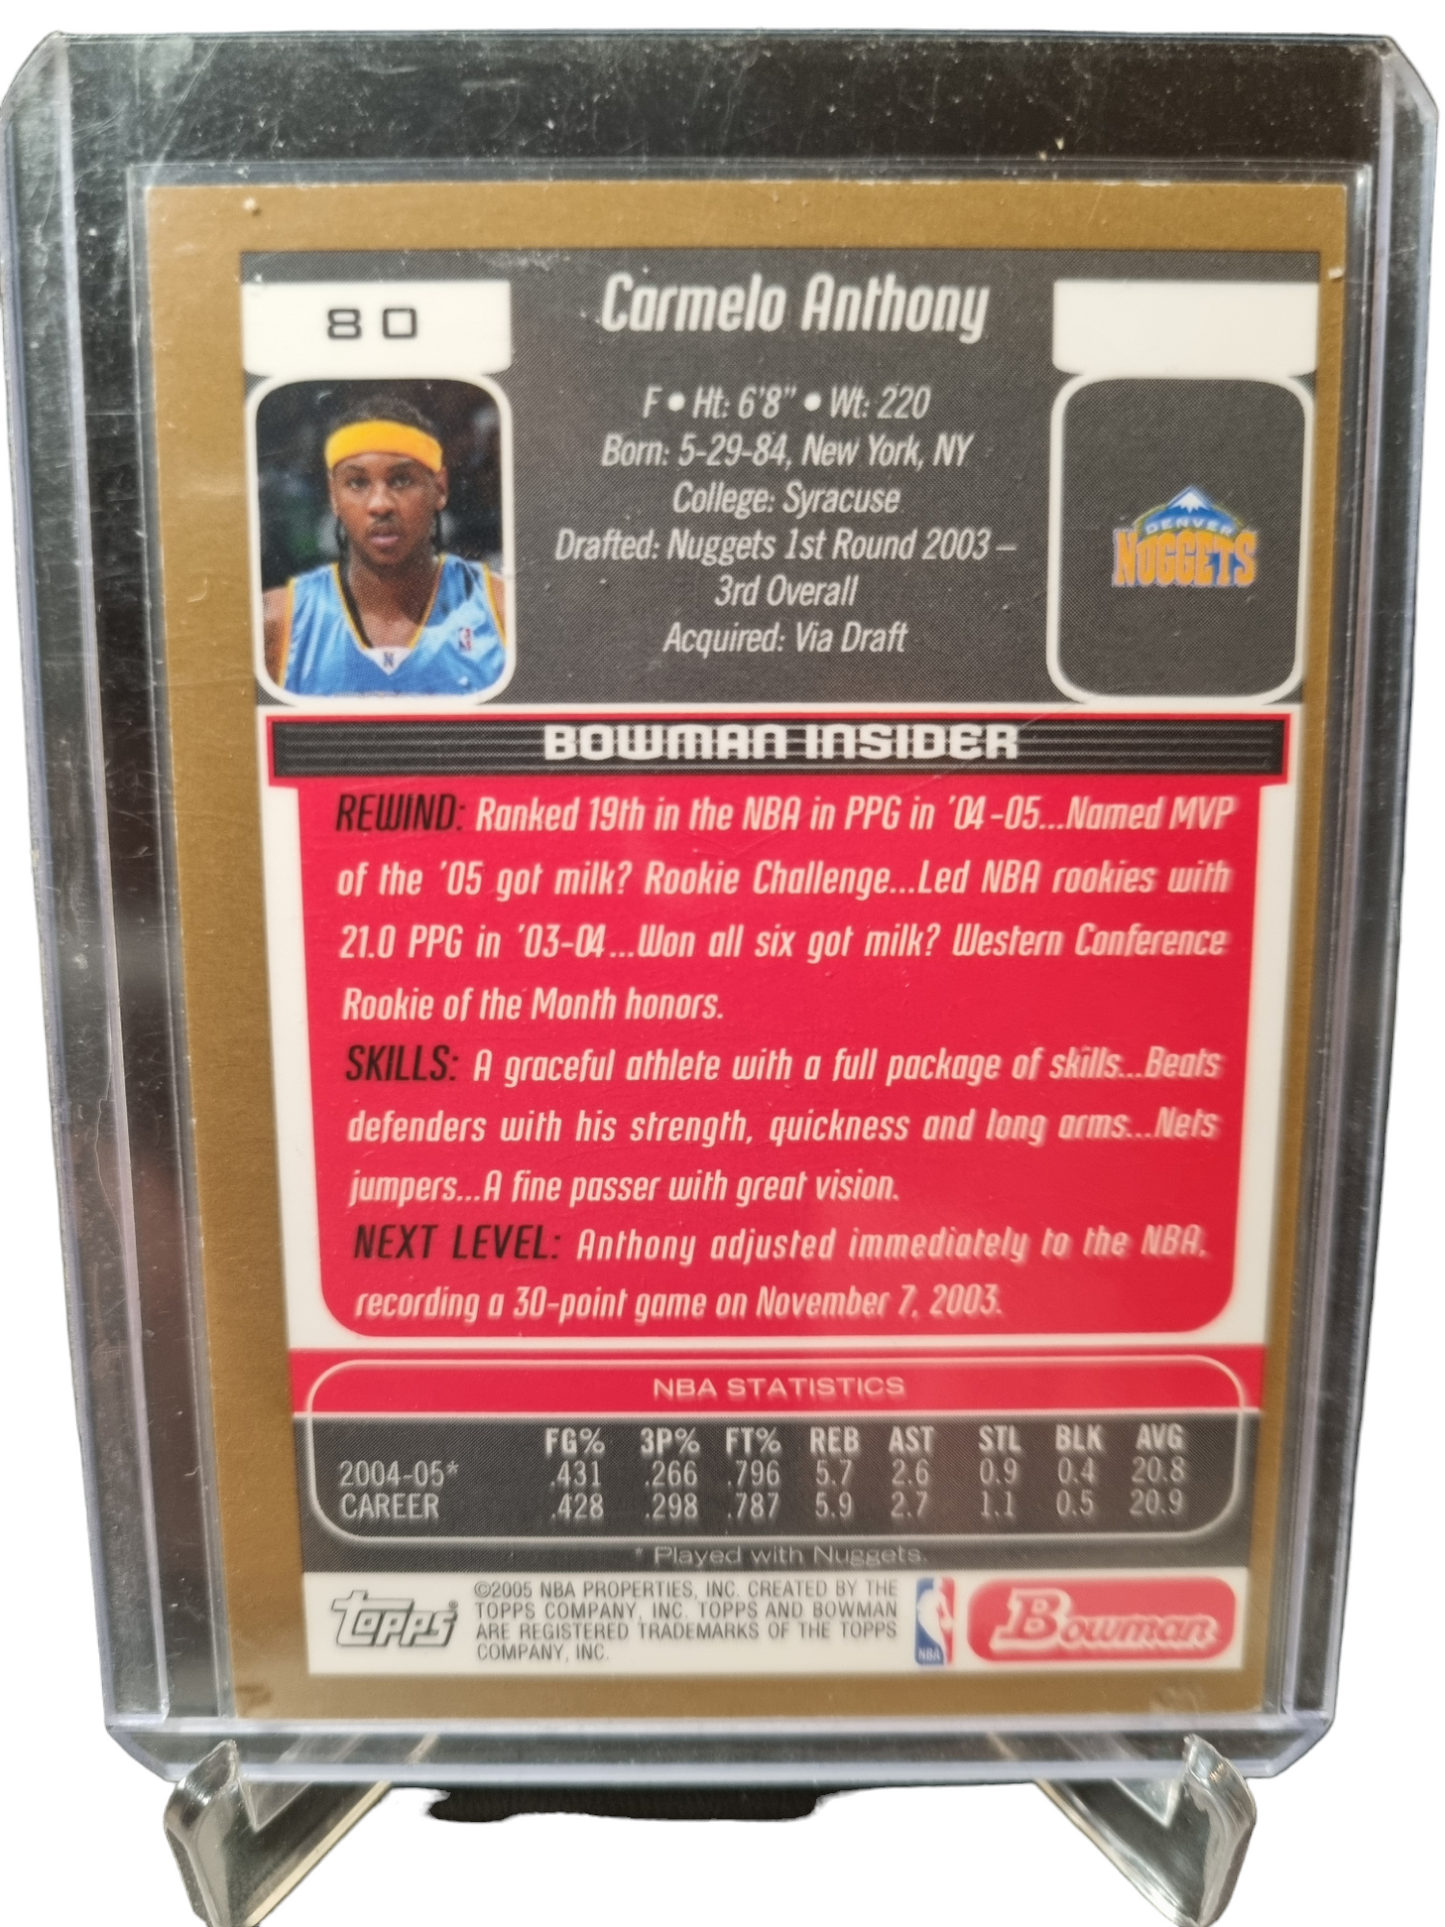 80
Carmelo Anthony
F • Ht: 6'8" • Wt: 220
Born: 5-29-84, New York, NY
College: Syracuse
Drafted: Nuggets 1st Round 2003 –
3rd Overall
Acquired: Via Draft
N
DENVER
NUGGETS
BOWMAN INSIDER
REWIND: Ranked 19th in the NBA in PPG in '04-05...Named MVP
of the '05 got milk? Rookie Challenge...Led NBA rookies with
21.0 PPG in '03-04...Won all six got milk? Western Conference
Rookie of the Month honors.
SKILLS: A graceful athlete with a full package of skills...Beats
defenders with his strength, quickness and long arms...Nets
jumpers...A fine passer with great vision.
NEXT LEVEL: Anthony adjusted immediately to the NBA,
recording a 30-point game on November 7, 2003.
NBA STATISTICS
FG% 3P% FT% REB AST STL BLK AVG
2004-05* .431 .266 .796 5.7 2.6 0.9 0.4 20.8
CAREER .428 .298 .787 5.9 2.7 1.1 0.5 20.9
* Played with Nuggets.
Topps®
©2005 NBA PROPERTIES, INC. CREATED BY THE
TOPPS COMPANY, INC. TOPPS AND BOWMAN
ARE REGISTERED TRADEMARKS OF THE TOPPS
COMPANY, INC.
NBA
Bowman